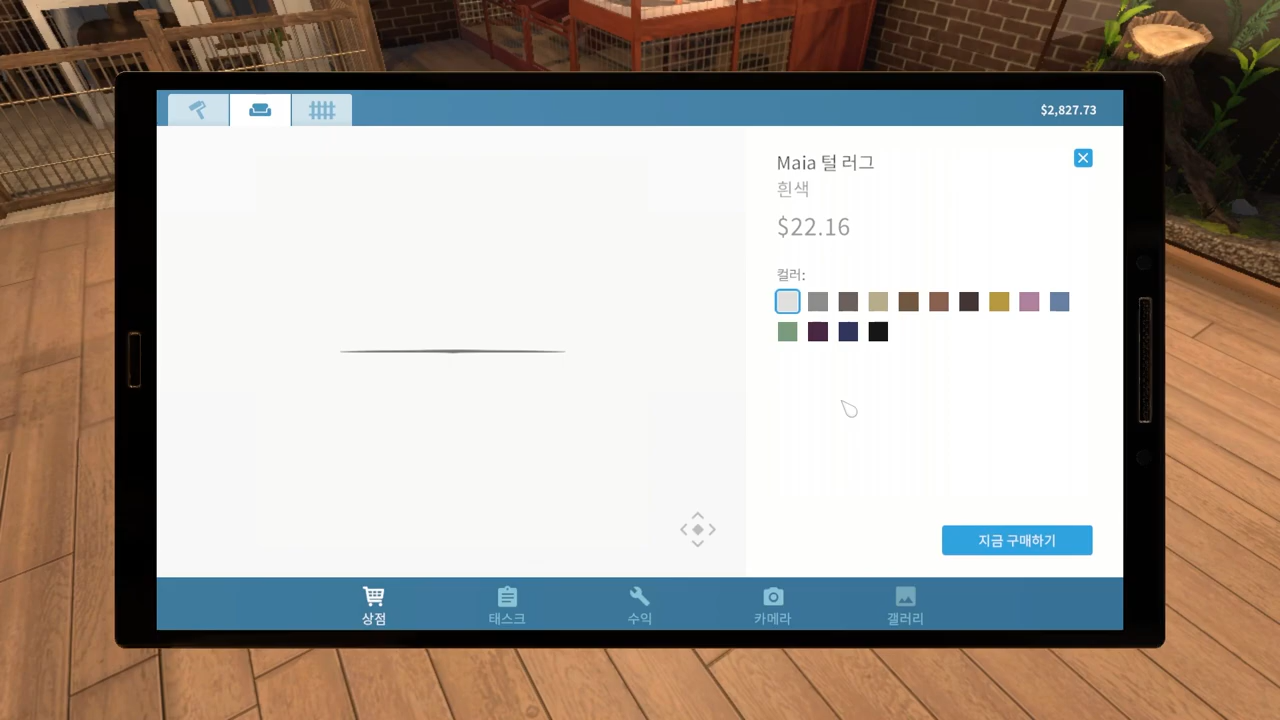 $2,827.73
Maia 털 러그
흰색
$22.16
컬러:
지금 구매하기
상점
태스크
수익
카메라
갤러리